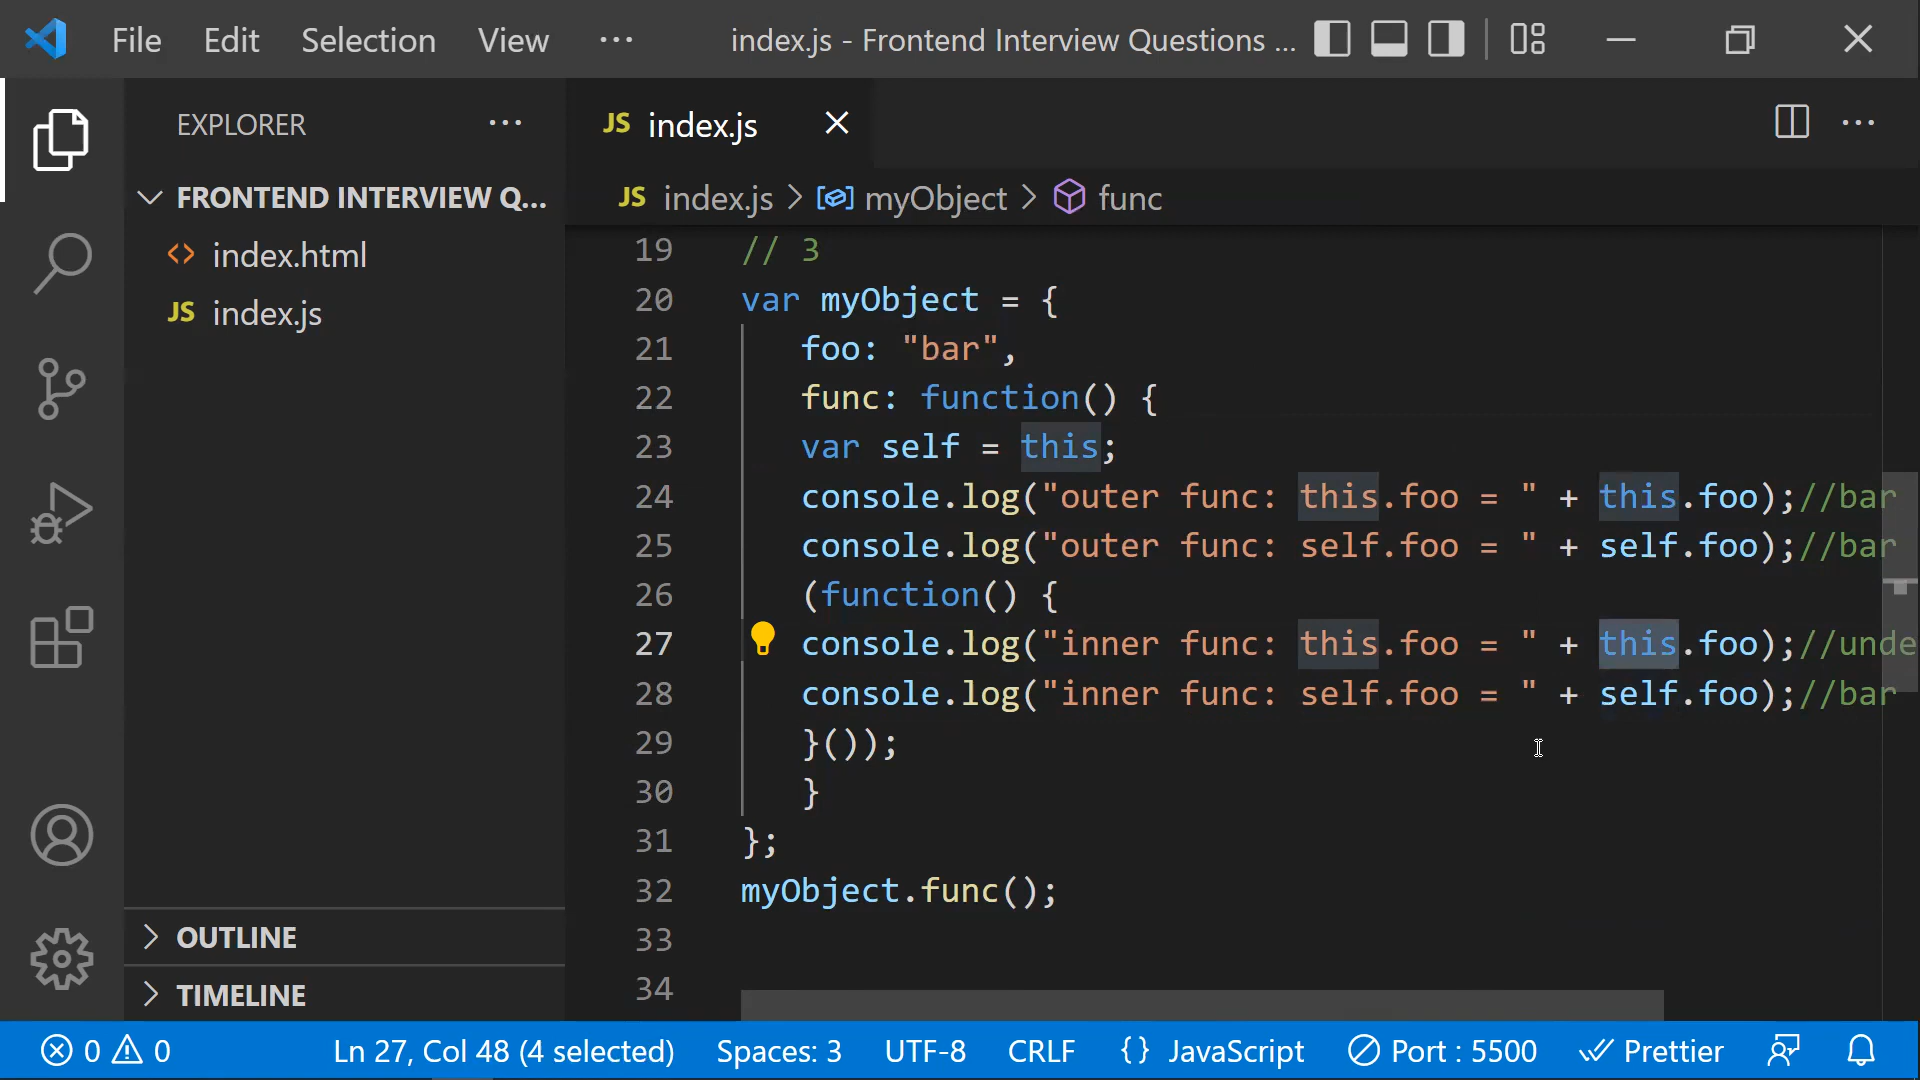 File Edit Selection View ··· index.js - Frontend Interview Questions ...
EXPLORER ···
JS index.js
FRONTEND INTERVIEW Q...
JS index.js > myObject > func
<> index.html
JS index.js
19 // 3
20 var myObject = {
21 foo: "bar",
22 func: function() {
23 var self = this;
24 console.log("outer func: this.foo = " + this.foo);//bar
25 console.log("outer func: self.foo = " + self.foo);//bar
26 (function() {
27 console.log("inner func: this.foo = " + this.foo);//unde
28 console.log("inner func: self.foo = " + self.foo);//bar
29 }());
30 }
31 };
32 myObject.func();
33
34
OUTLINE
TIMELINE
0 0 Ln 27, Col 48 (4 selected) Spaces: 3 UTF-8 CRLF {} JavaScript Port : 5500 Prettier